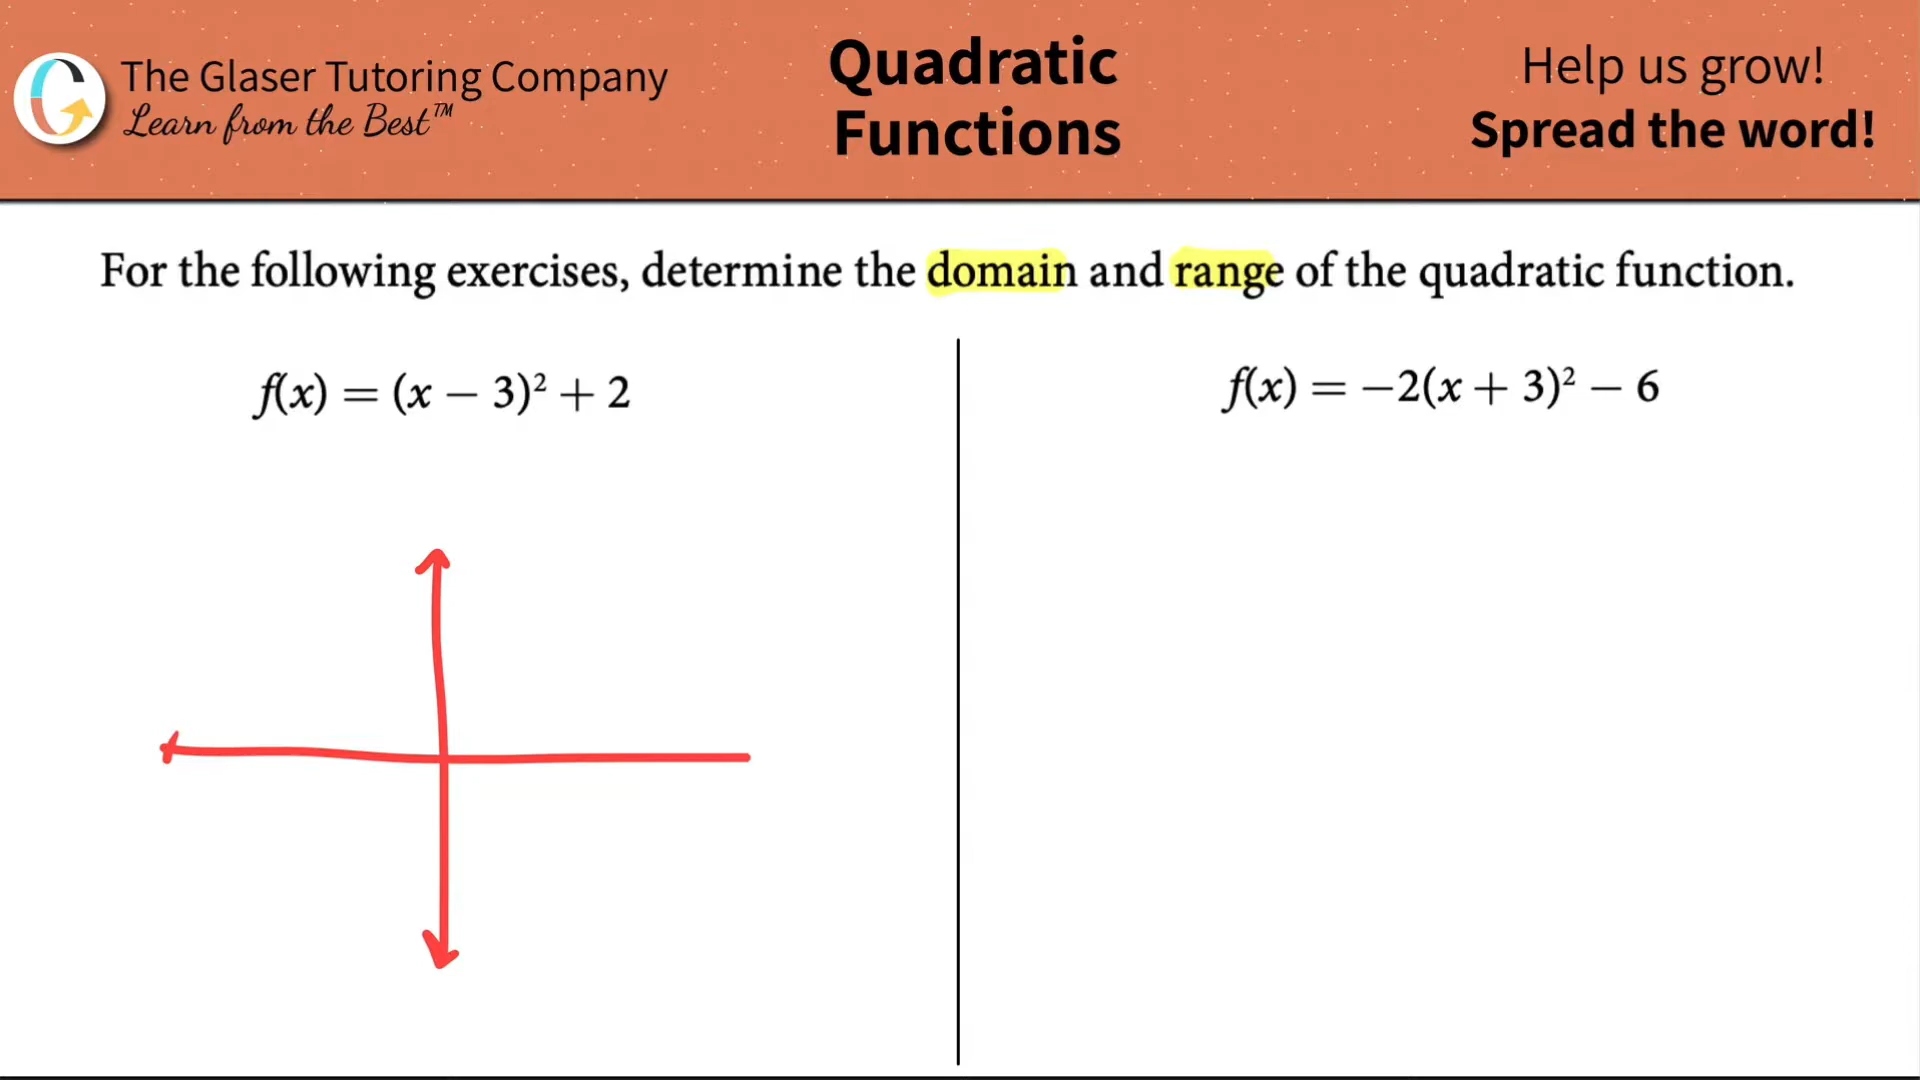 The Glaser Tutoring Company
Learn from the Best™
Quadratic
Functions
Help us grow!
Spread the word!
For the following exercises, determine the domain and range of the quadratic function.
f(x) = (x − 3)² + 2
f(x) = −2(x + 3)² − 6